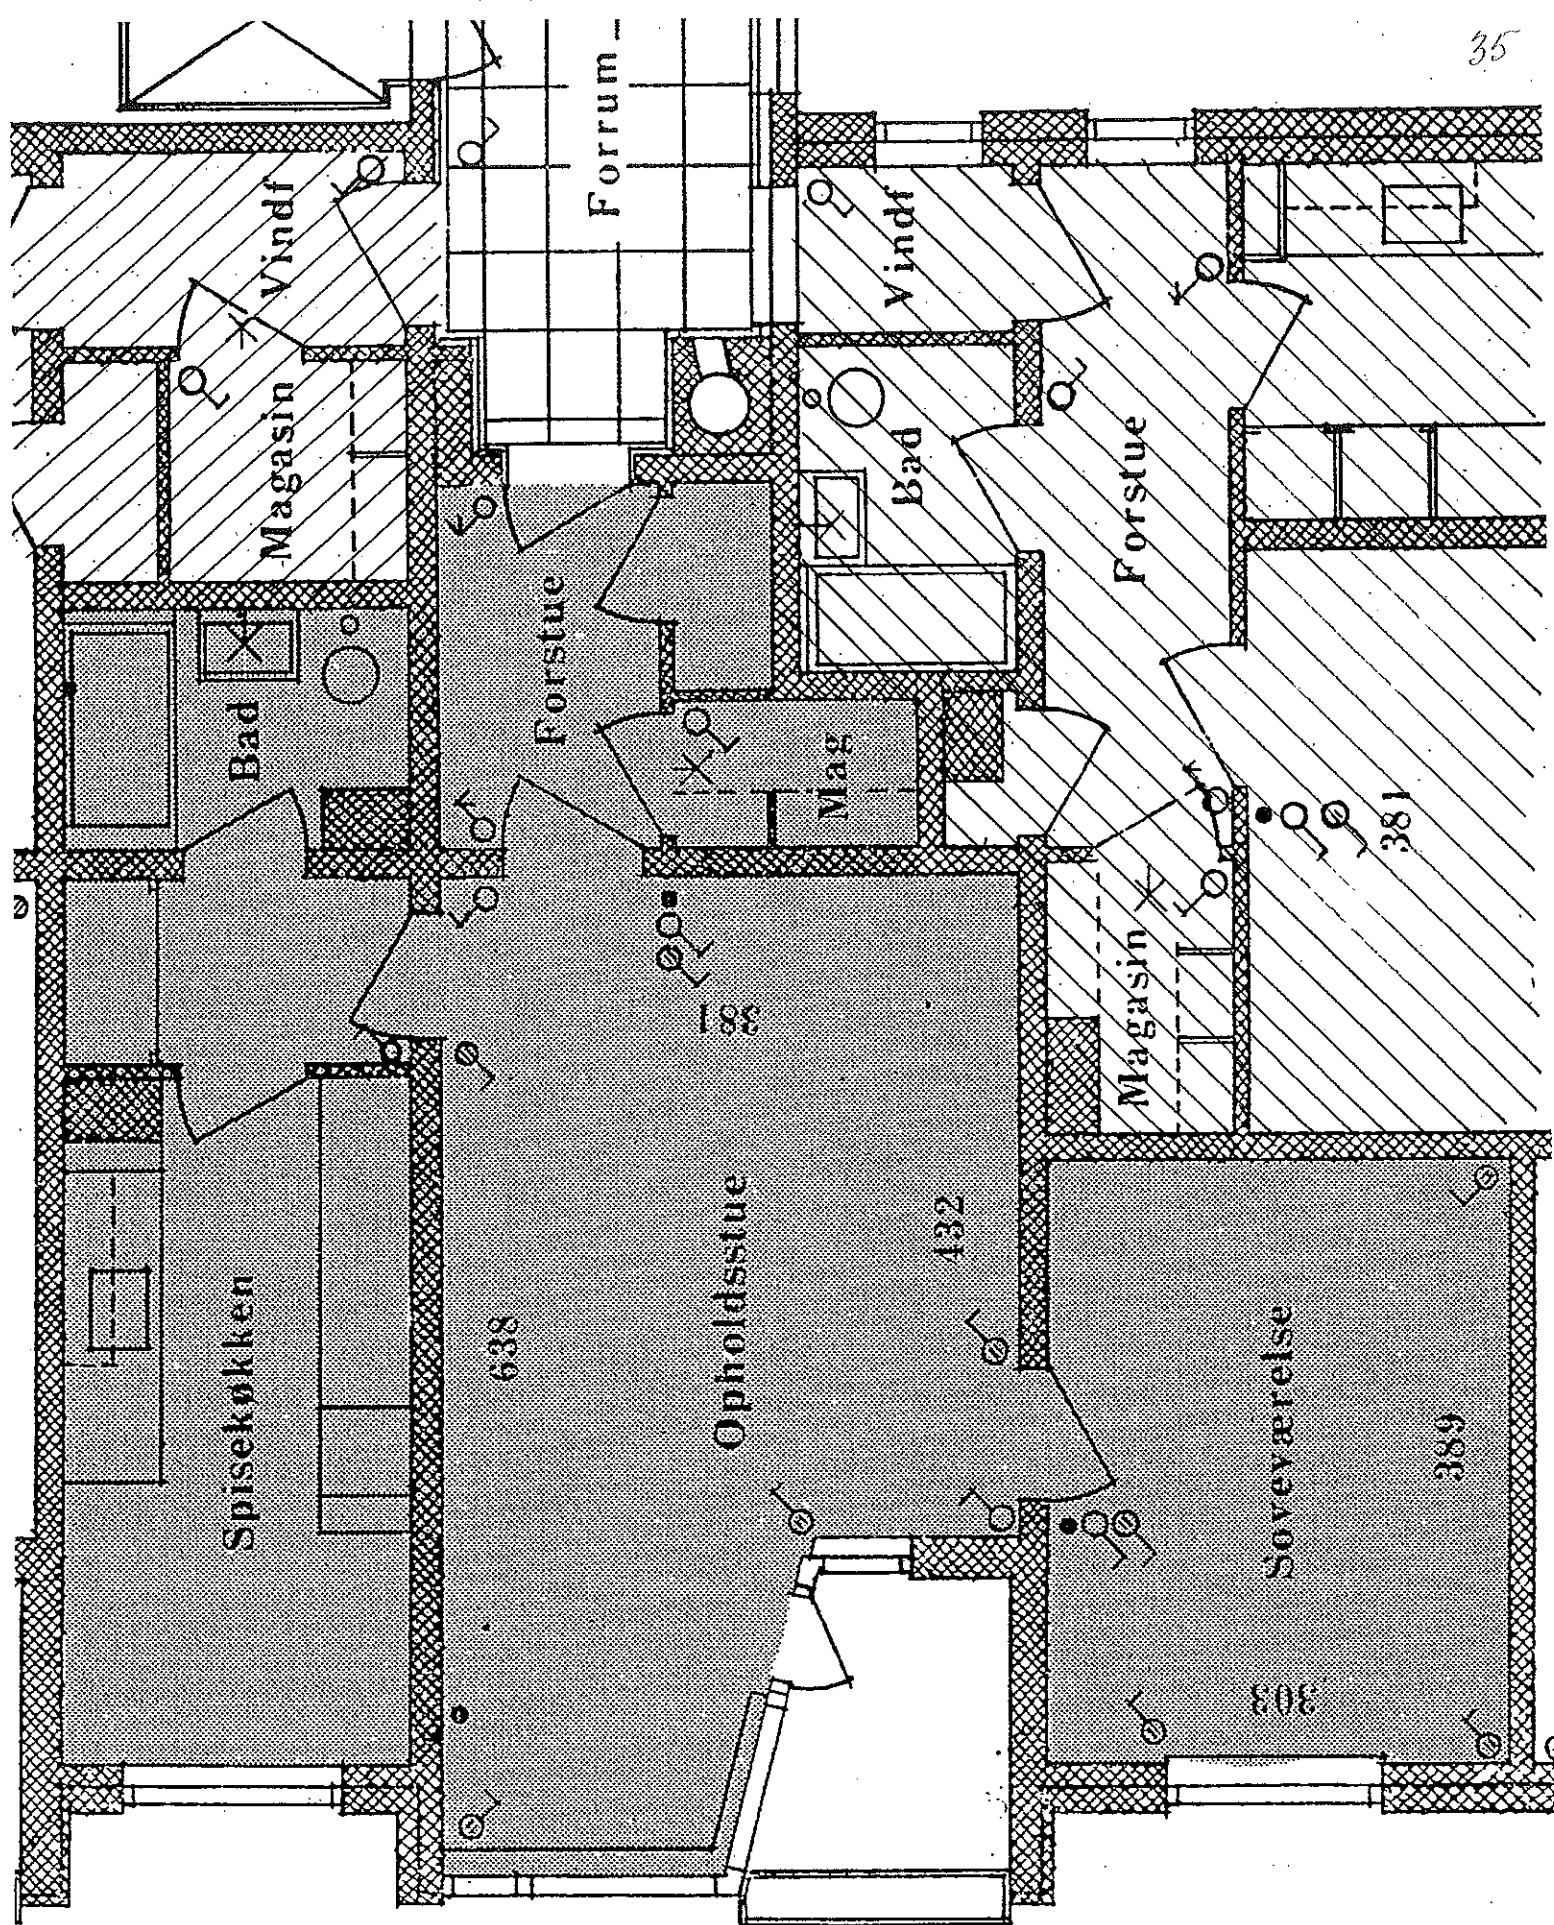 35
Forrum
Vindf
Vindf
Magasin
Bad
Forstue
Forstue
Bad
Mag
381
381
Magasin
638
Opholdsstue
432
Spisekøkken
Soveværelse
389
303